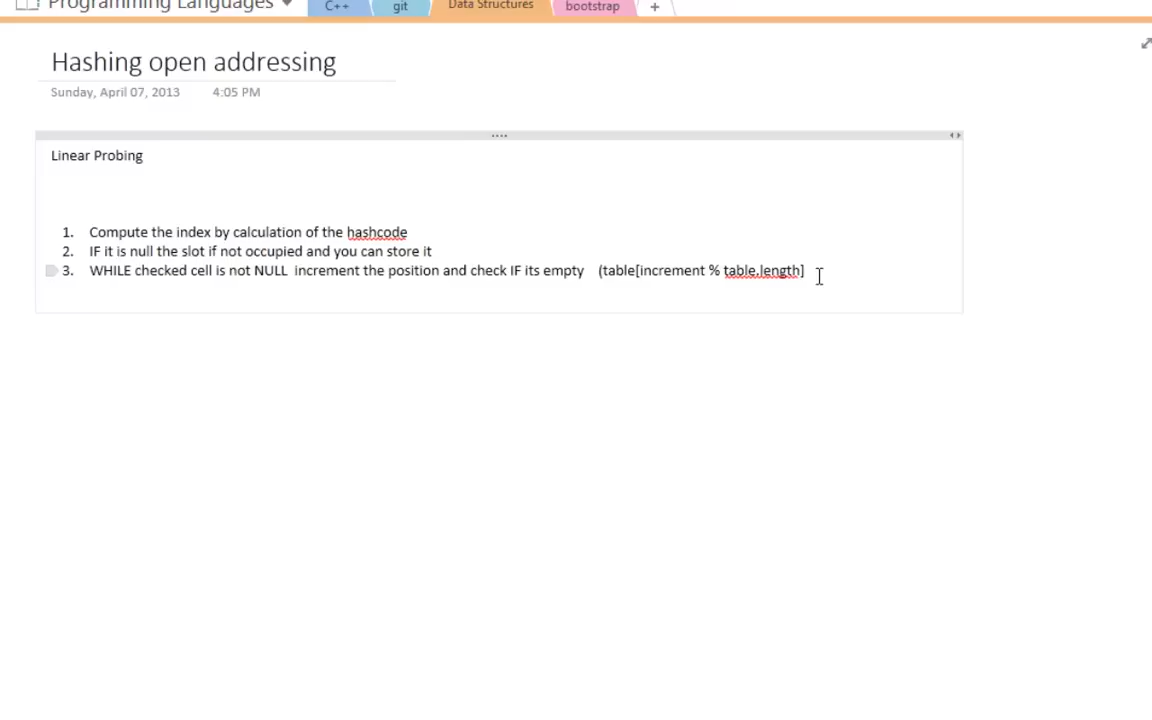 Programming Languages
C++ git Data Structures bootstrap +
Hashing open addressing
Sunday, April 07, 2013 4:05 PM
Linear Probing
1. Compute the index by calculation of the hashcode
2. IF it is null the slot if not occupied and you can store it
3. WHILE checked cell is not NULL increment the position and check IF its empty (table[increment % table.length]